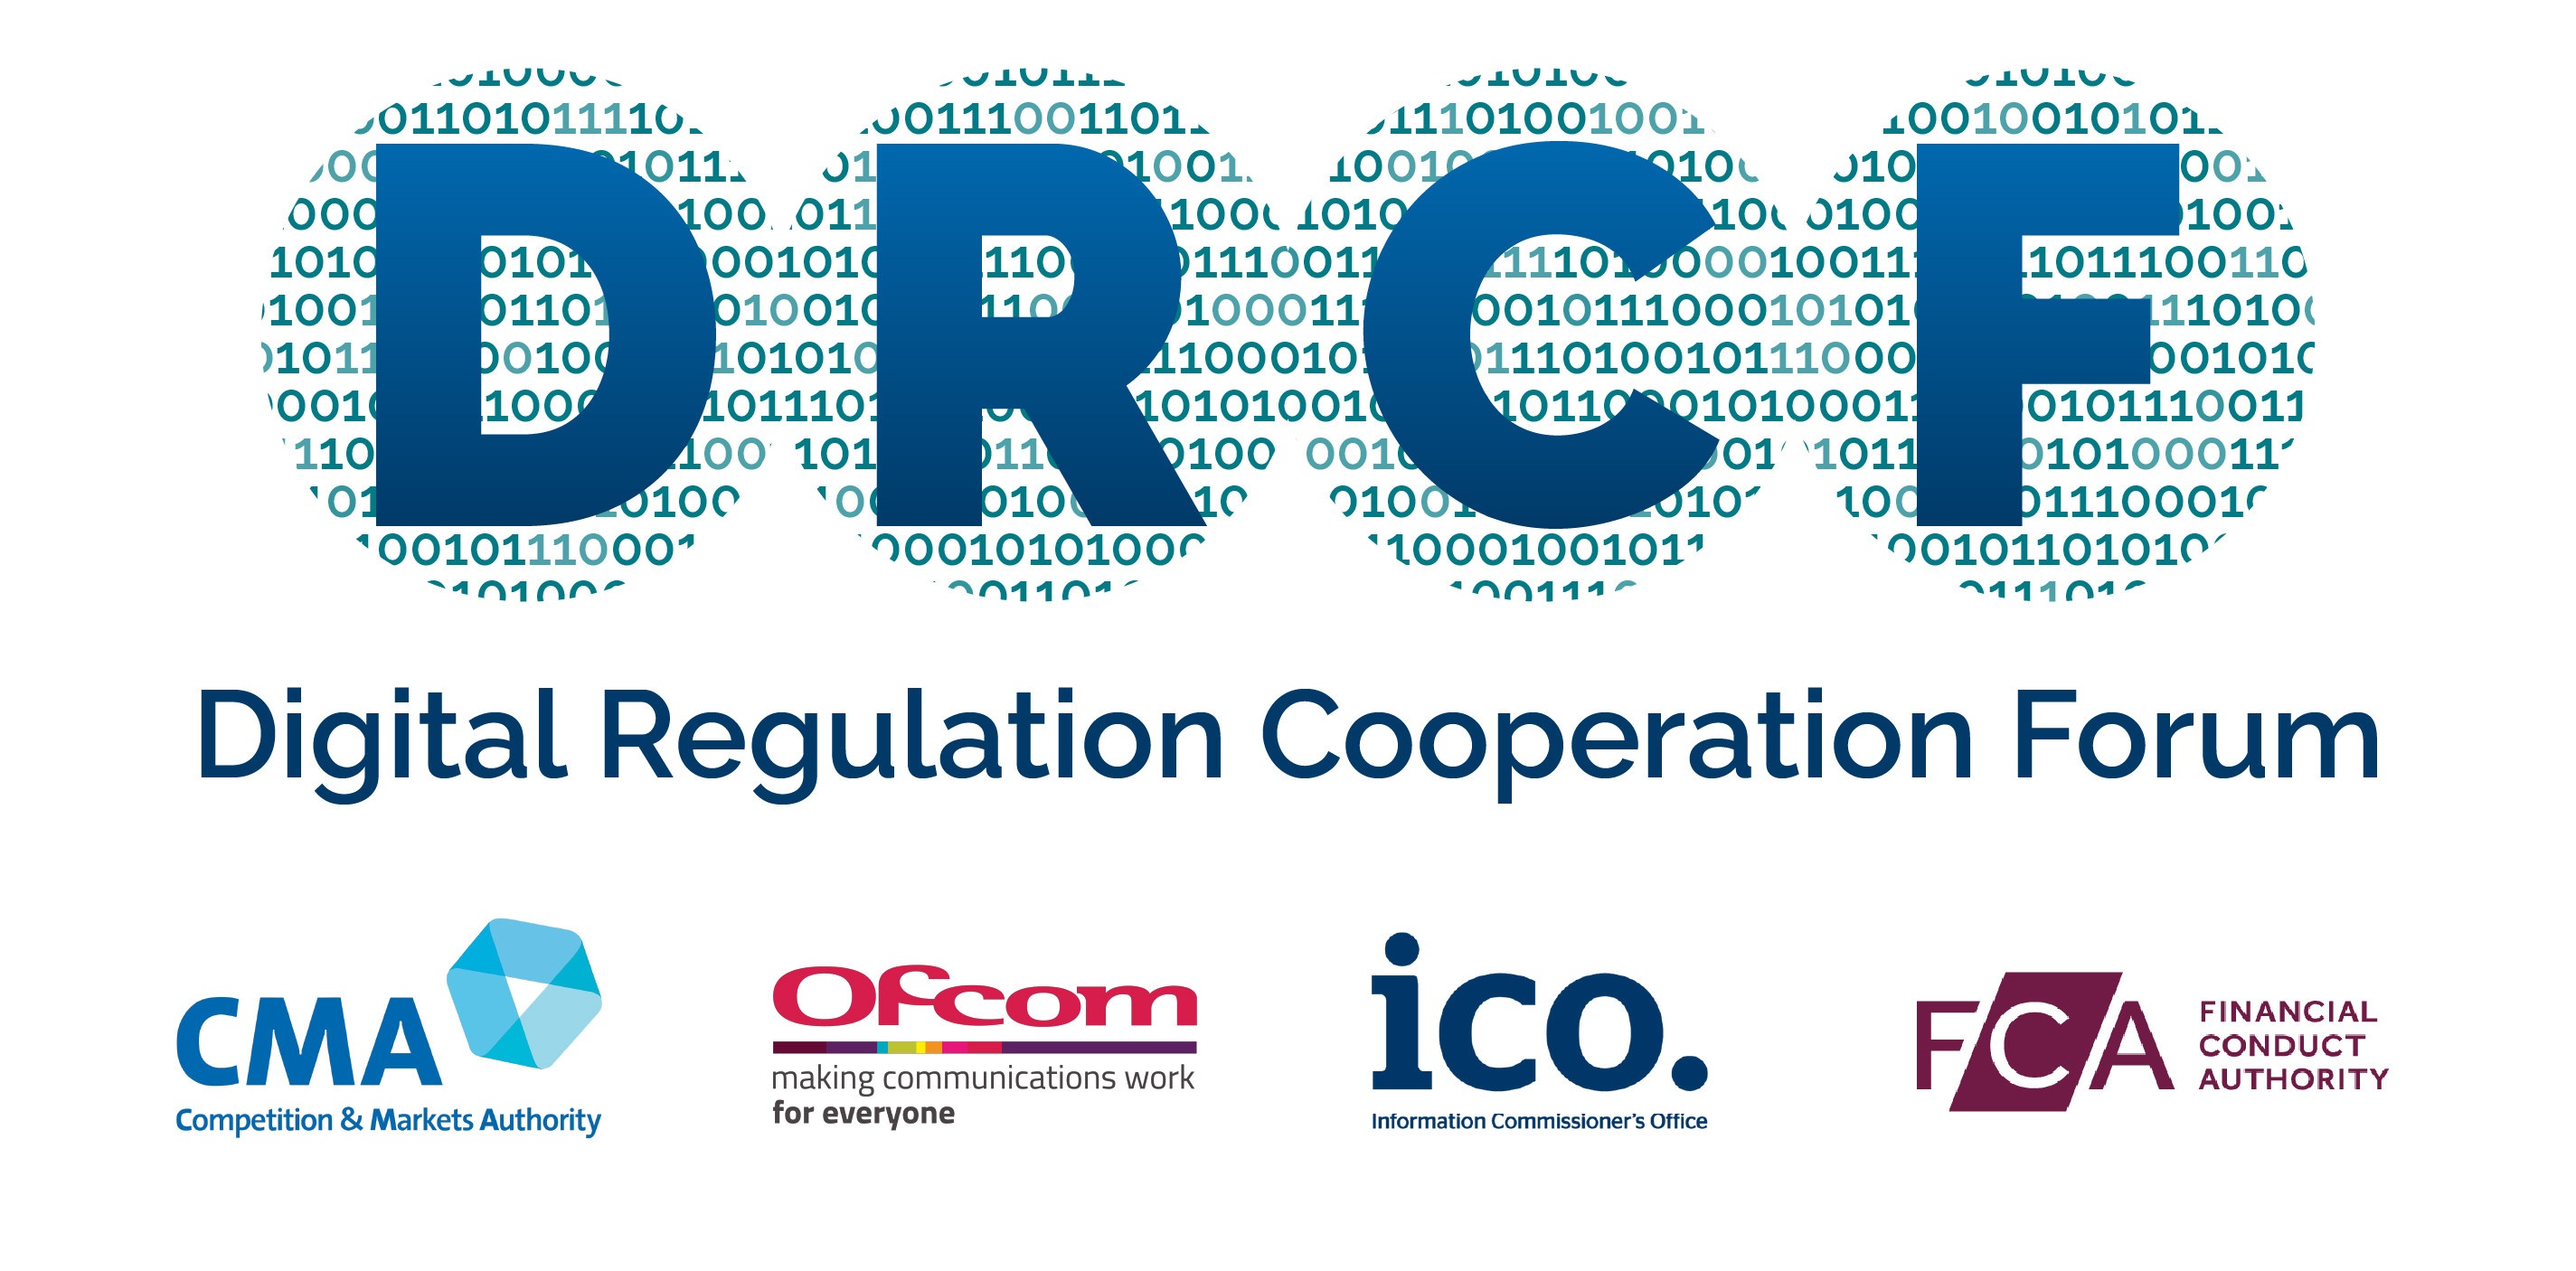 DRCF
Digital Regulation Cooperation Forum
CMA
Competition & Markets Authority
Ofcom
making communications work
for everyone
ico.
Information Commissioner's Office
FCA
FINANCIAL
CONDUCT
AUTHORITY